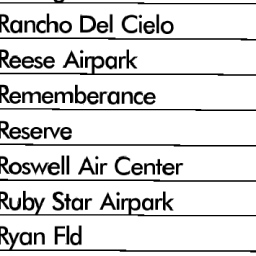 Rancho Del Cielo
Reese Airpark
Rememberance
Reserve
Roswell Air Center
Ruby Star Airpark
Ryan Fld